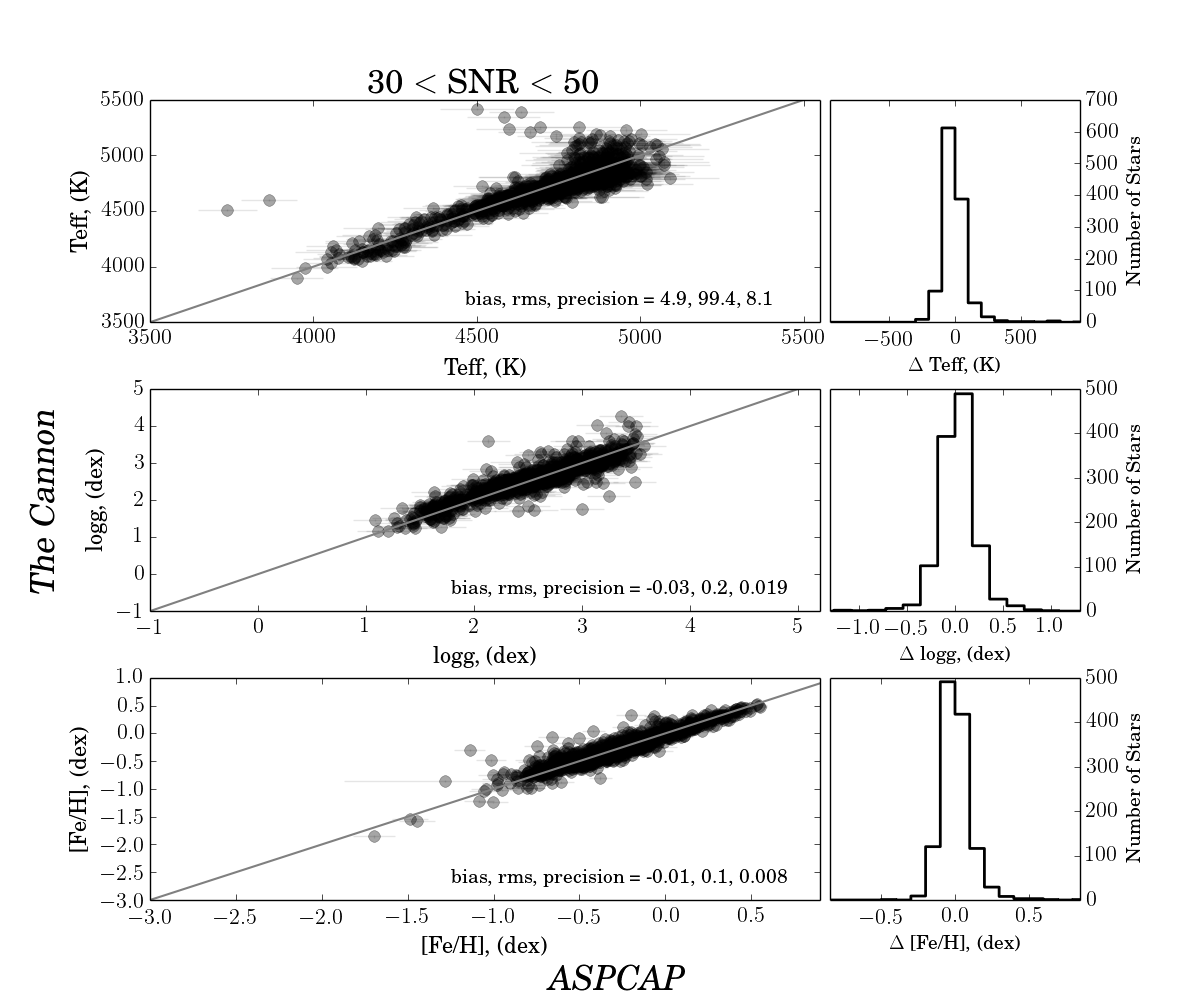 30 < SNR < 50
5500
5000
4500
4000
3500
Teff, (K)
bias, rms, precision = 4.9, 99.4, 8.1
3500 4000 4500 5000 5500
Teff, (K)
700
600
500
400
300
200
100
0
Number of Stars
−500 0 500
Δ Teff, (K)
The Cannon
5
4
3
2
1
0
−1
logg, (dex)
bias, rms, precision = -0.03, 0.2, 0.019
−1 0 1 2 3 4 5
logg, (dex)
500
400
300
200
100
0
Number of Stars
−1.0 −0.5 0.0 0.5 1.0
Δ logg, (dex)
1.0
0.5
0.0
−0.5
−1.0
−1.5
−2.0
−2.5
−3.0
[Fe/H], (dex)
bias, rms, precision = -0.01, 0.1, 0.008
−3.0 −2.5 −2.0 −1.5 −1.0 −0.5 0.0 0.5
[Fe/H], (dex)
500
400
300
200
100
0
Number of Stars
−0.5 0.0 0.5
Δ [Fe/H], (dex)
ASPCAP